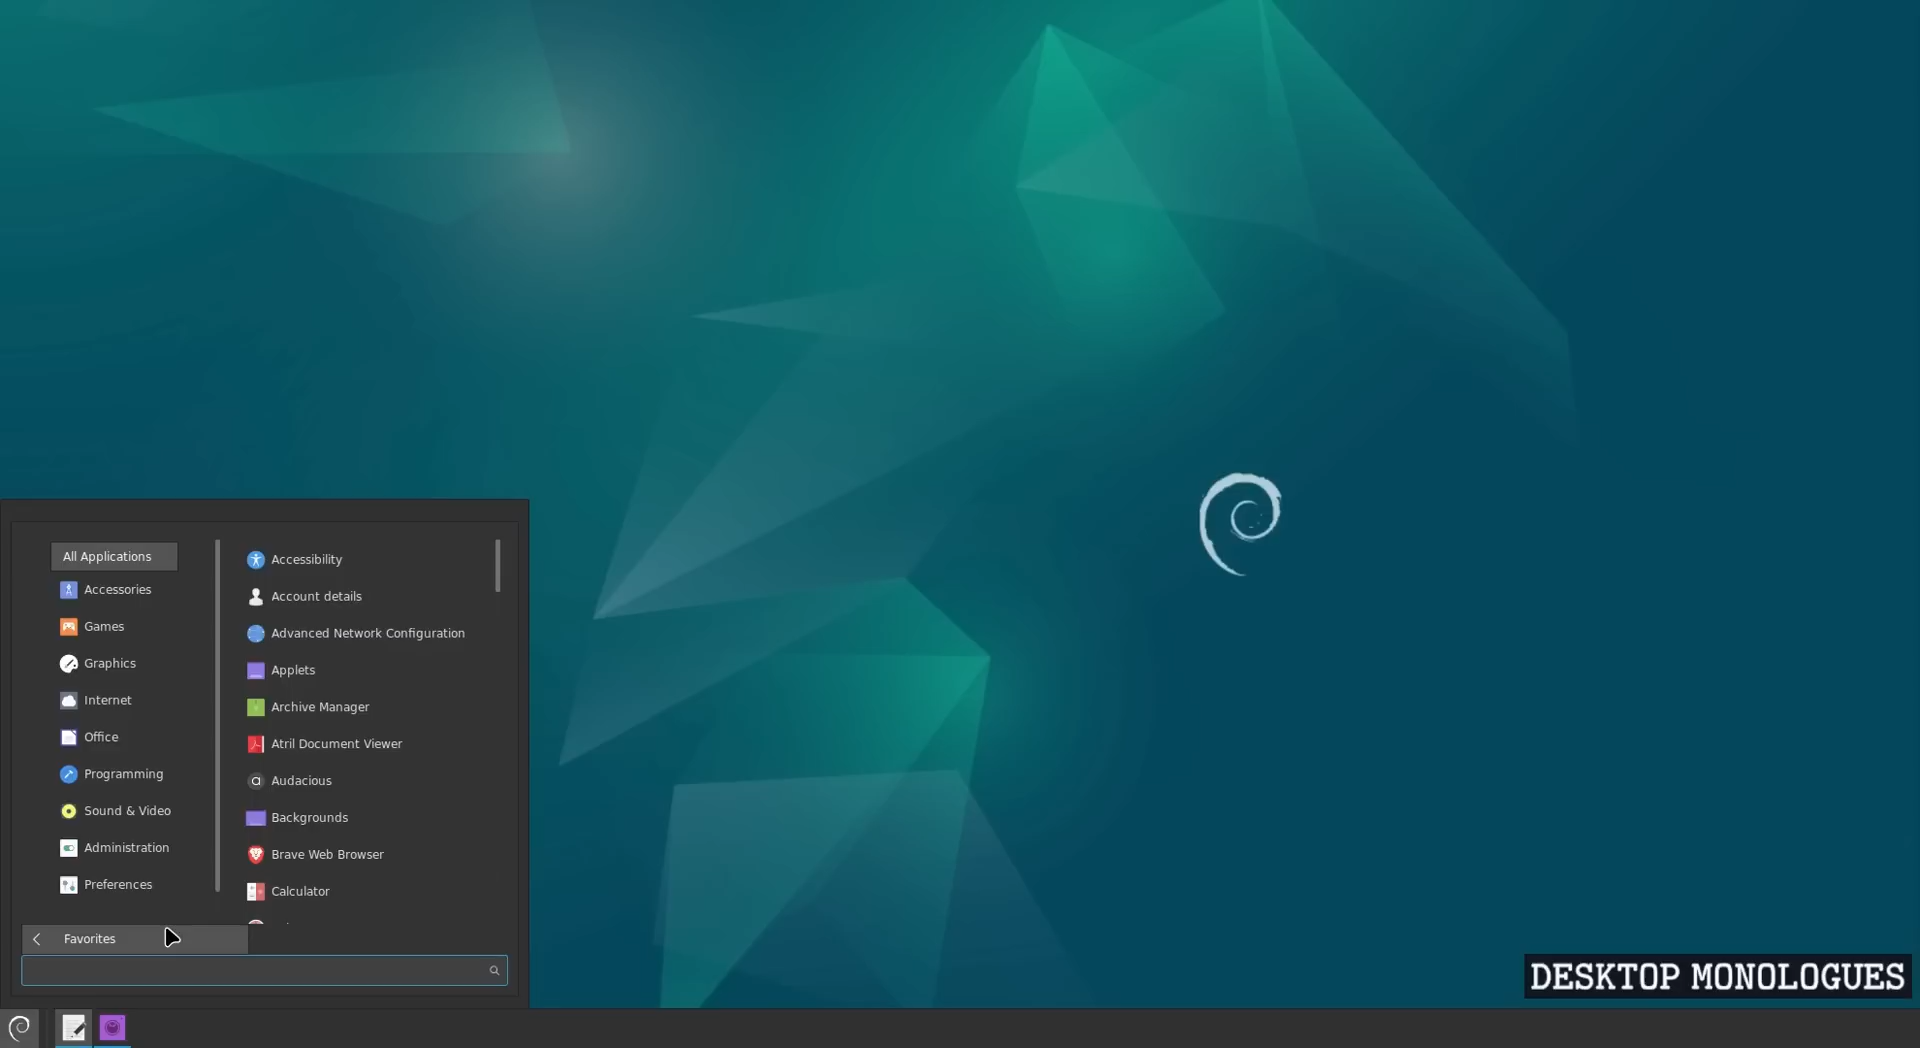 All Applications
Accessories
Games
Graphics
Internet
Office
Programming
Sound & Video
Administration
Preferences
Accessibility
Account details
Advanced Network Configuration
Applets
Archive Manager
Atril Document Viewer
Audacious
Backgrounds
Brave Web Browser
Calculator
Favorites
DESKTOP MONOLOGUES